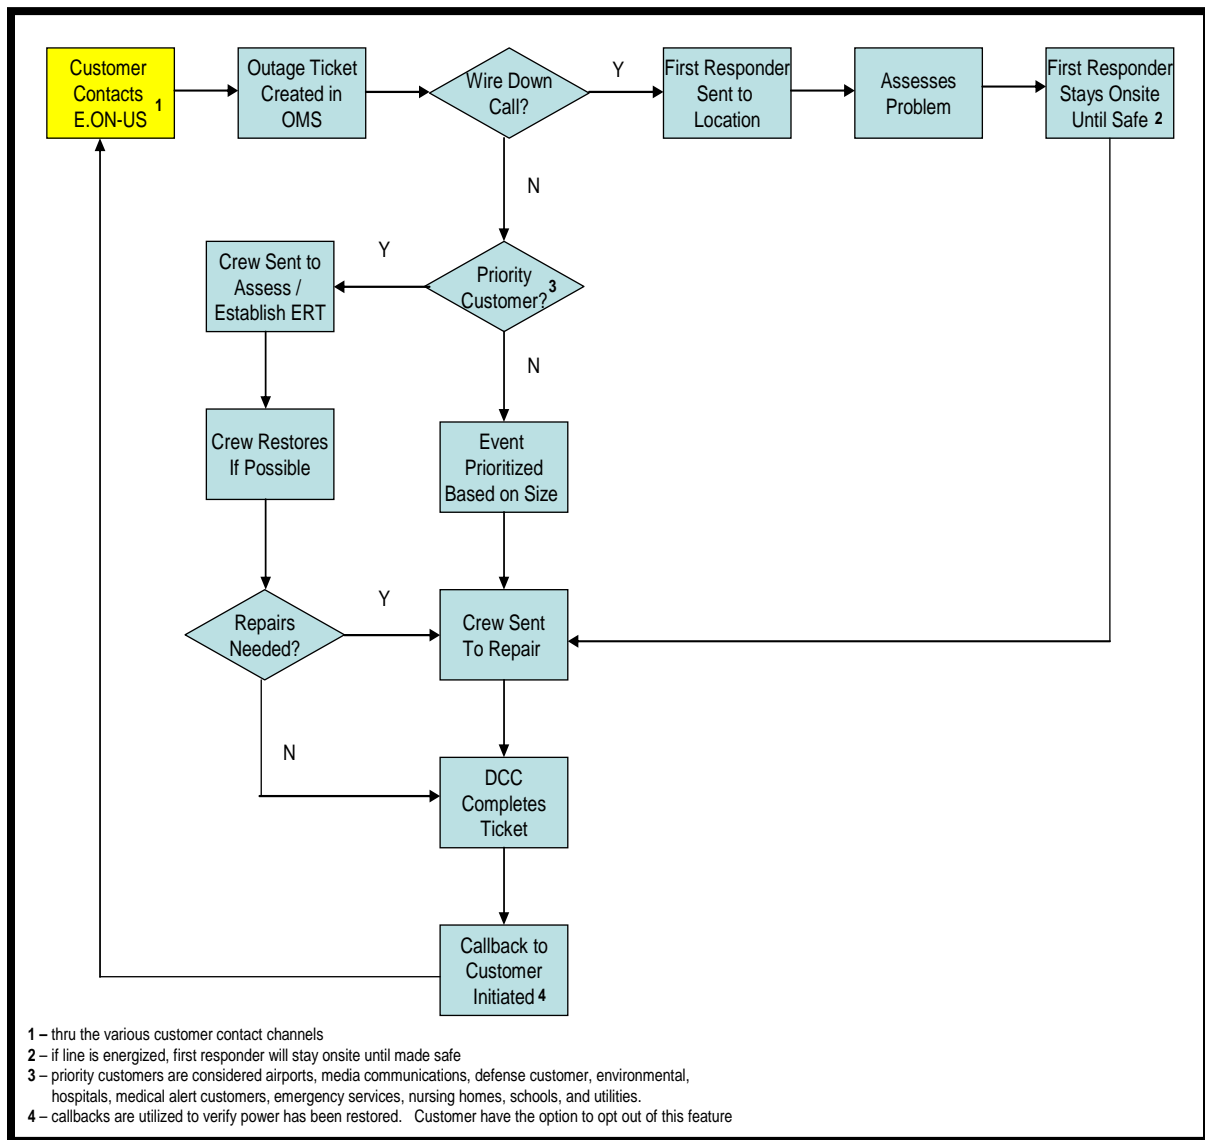 Customer
Contacts
E.ON-US 1
Outage Ticket
Created in
OMS
Wire Down
Call?
Y
First Responder
Sent to
Location
Assesses
Problem
First Responder
Stays Onsite
Until Safe 2
N
Priority
Customer? 3
Y
Crew Sent to
Assess /
Establish ERT
N
Crew Restores
If Possible
Event
Prioritized
Based on Size
Repairs
Needed?
Y
Crew Sent
To Repair
N
DCC
Completes
Ticket
Callback to
Customer
Initiated 4
1 – thru the various customer contact channels
2 – if line is energized, first responder will stay onsite until made safe
3 – priority customers are considered airports, media communications, defense customer, environmental,
hospitals, medical alert customers, emergency services, nursing homes, schools, and utilities.
4 – callbacks are utilized to verify power has been restored. Customer have the option to opt out of this feature